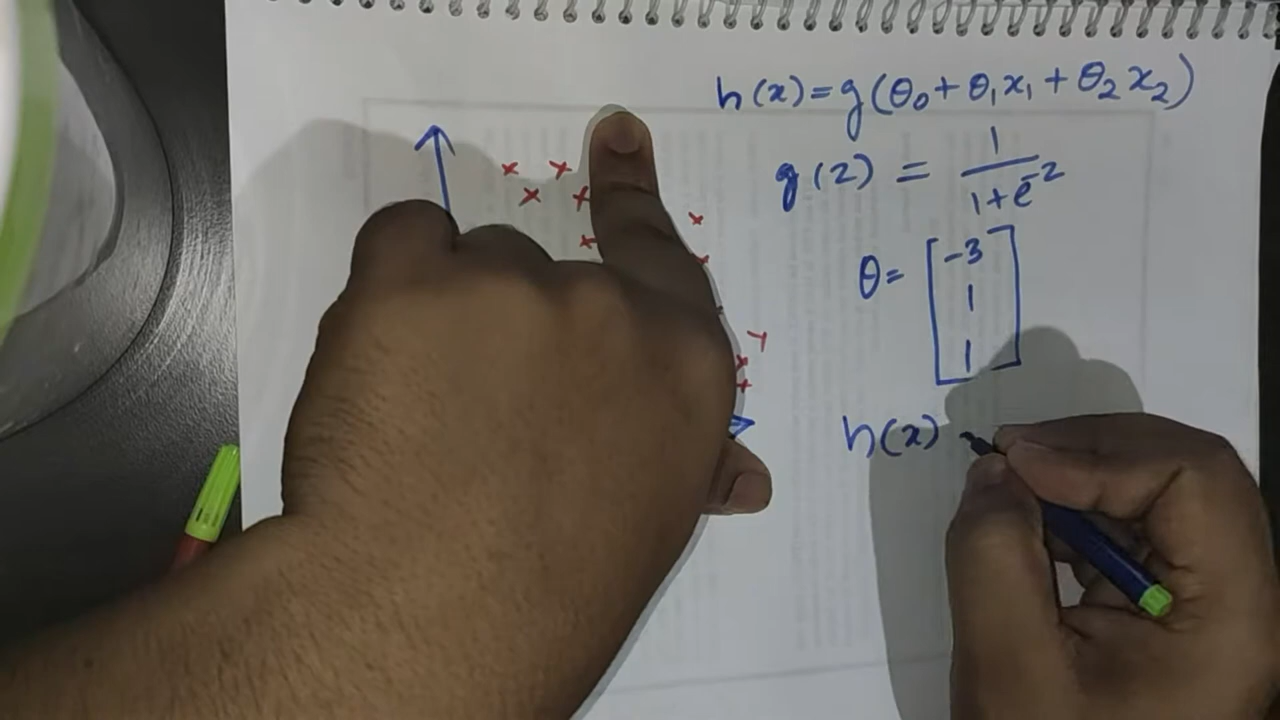 h(x)=g(θ₀+θ₁x₁+θ₂x₂)
g(z) = 1/(1+e⁻ᶻ)
θ= [-3
1
1]
h(x)